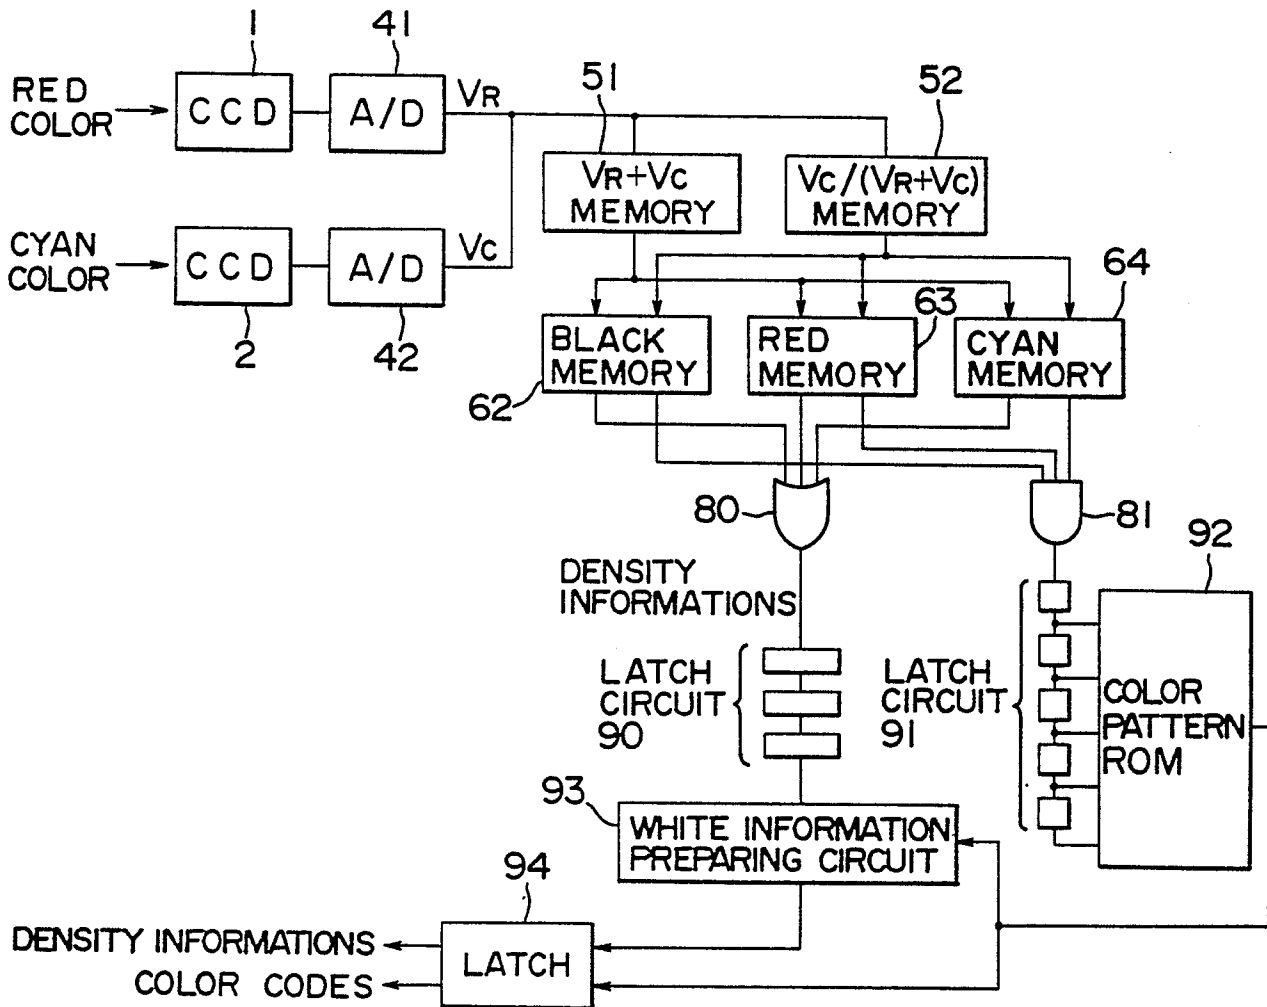 1
41
RED
COLOR
CCD
A/D
VR
51
52
VR+VC
MEMORY
VC/(VR+VC)
MEMORY
CYAN
COLOR
CCD
A/D
VC
2
42
64
63
BLACK
MEMORY
RED
MEMORY
CYAN
MEMORY
62
80
81
92
DENSITY
INFORMATIONS
LATCH
CIRCUIT
90
LATCH
CIRCUIT
91
COLOR
PATTERN
ROM
93
WHITE INFORMATION
PREPARING CIRCUIT
94
DENSITY INFORMATIONS
COLOR CODES
LATCH